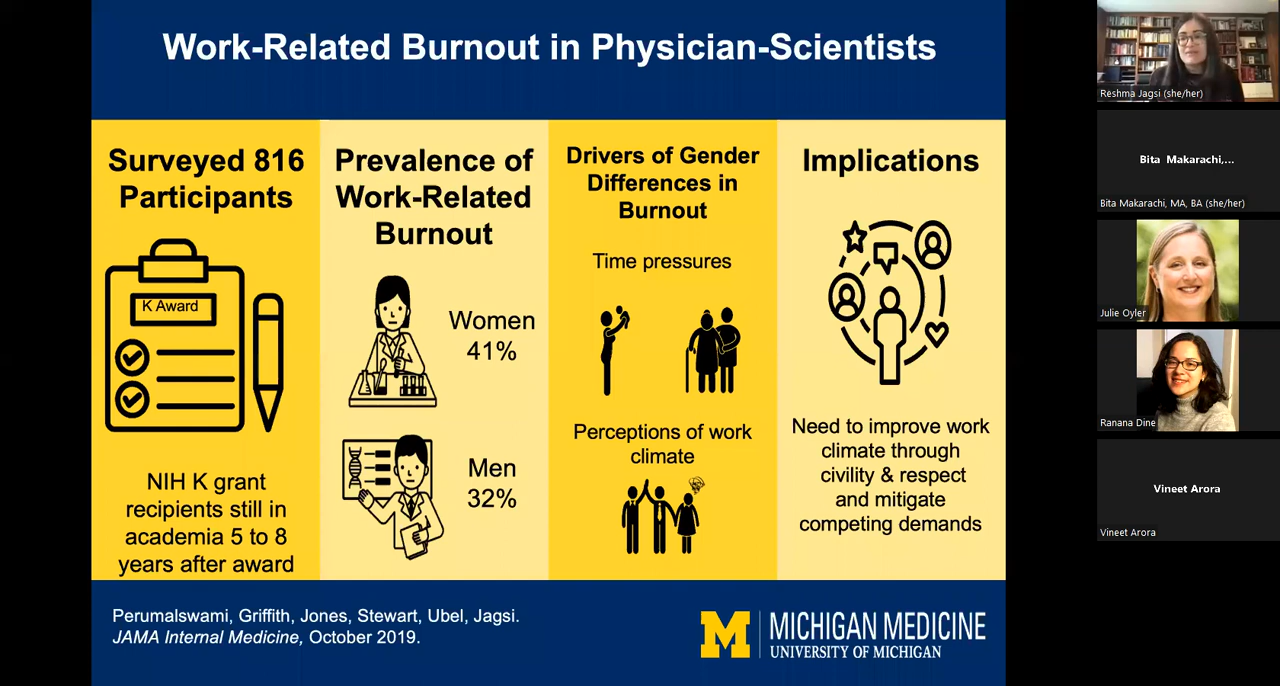 Work-Related Burnout in Physician-Scientists
Surveyed 816
Participants
K Award
NIH K grant
recipients still in
academia 5 to 8
years after award
Prevalence of
Work-Related
Burnout
Women
41%
Men
32%
Drivers of Gender
Differences in
Burnout
Time pressures
Perceptions of work
climate
Implications
Need to improve work
climate through
civility & respect
and mitigate
competing demands
Perumalswami, Griffith, Jones, Stewart, Ubel, Jagsi.
JAMA Internal Medicine, October 2019.
M
MICHIGAN MEDICINE
UNIVERSITY OF MICHIGAN
Reshma Jagsi (she/her)
Bita Makarachi,...
Bita Makarachi, MA, BA (she/her)
Julie Oyler
Ranana Dine
Vineet Arora
Vineet Arora